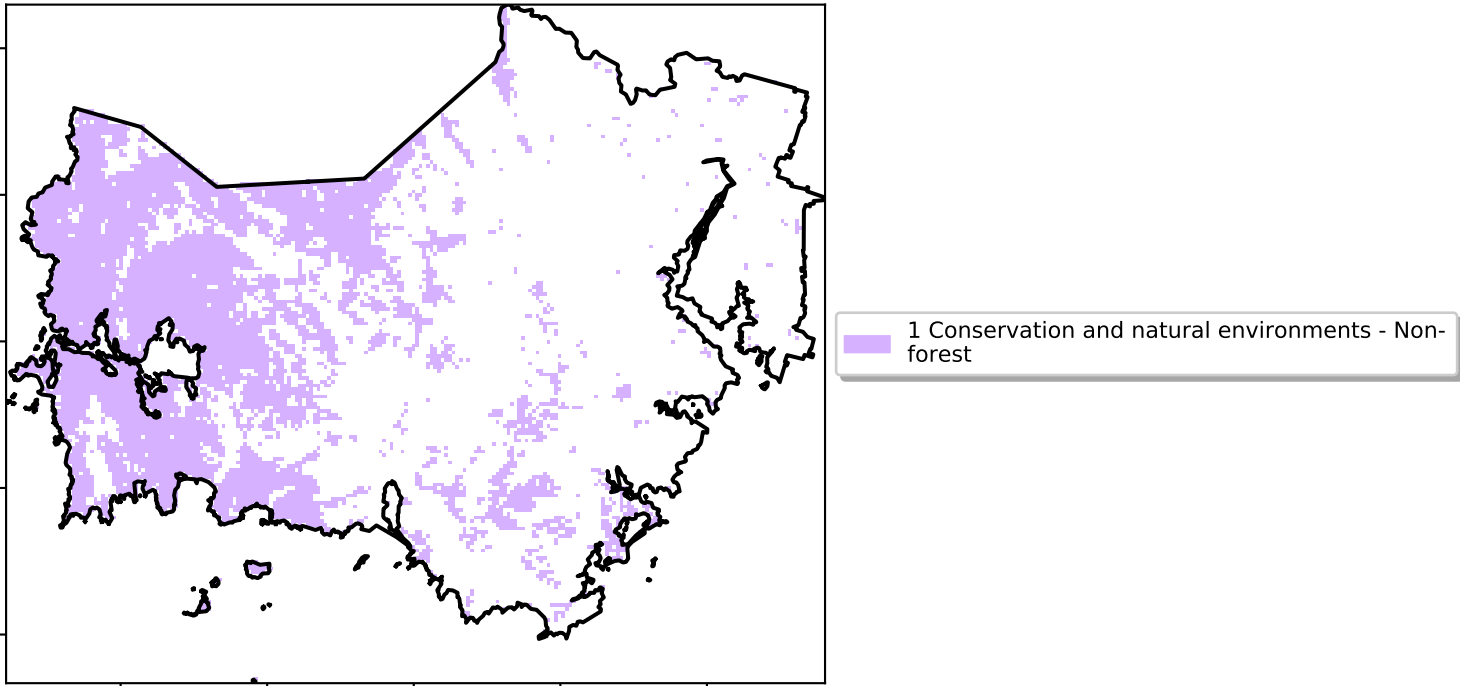 1 Conservation and natural environments - Non-
forest